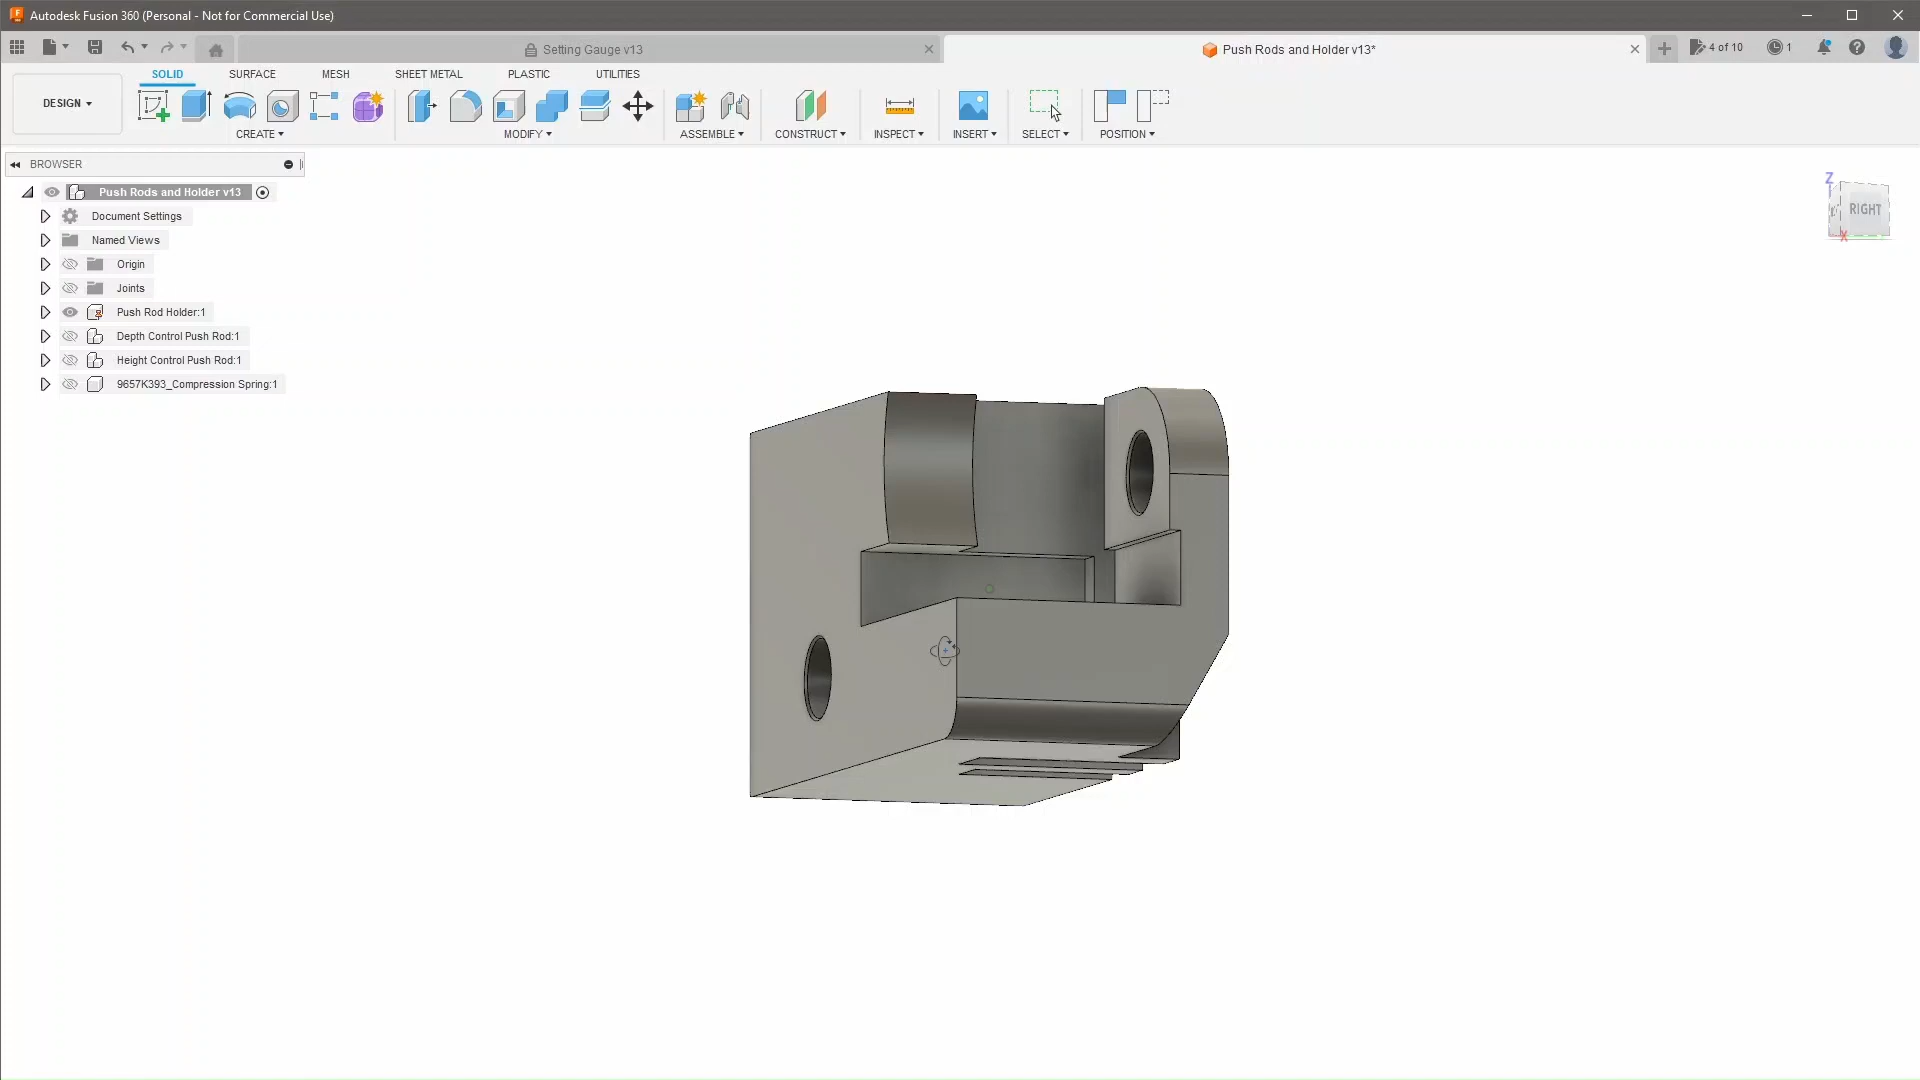 Autodesk Fusion 360 (Personal - Not for Commercial Use)
Setting Gauge v13
Push Rods and Holder v13*
4 of 10
1
SOLID
SURFACE
MESH
SHEET METAL
PLASTIC
UTILITIES
DESIGN
CREATE
MODIFY
ASSEMBLE
CONSTRUCT
INSPECT
INSERT
SELECT
POSITION
BROWSER
Push Rods and Holder v13
Document Settings
Named Views
Origin
Joints
Push Rod Holder:1
Depth Control Push Rod:1
Height Control Push Rod:1
9657K393_Compression Spring:1
Z
RIGHT
X